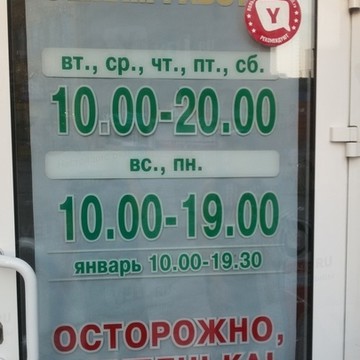 вт., ср., чт., пт., сб.
10.00-20.00
вс., пн.
10.00-19.00
январь 10.00-19.30
ОСТОРОЖНО,
Y
РЕКОМЕНДУЕТ